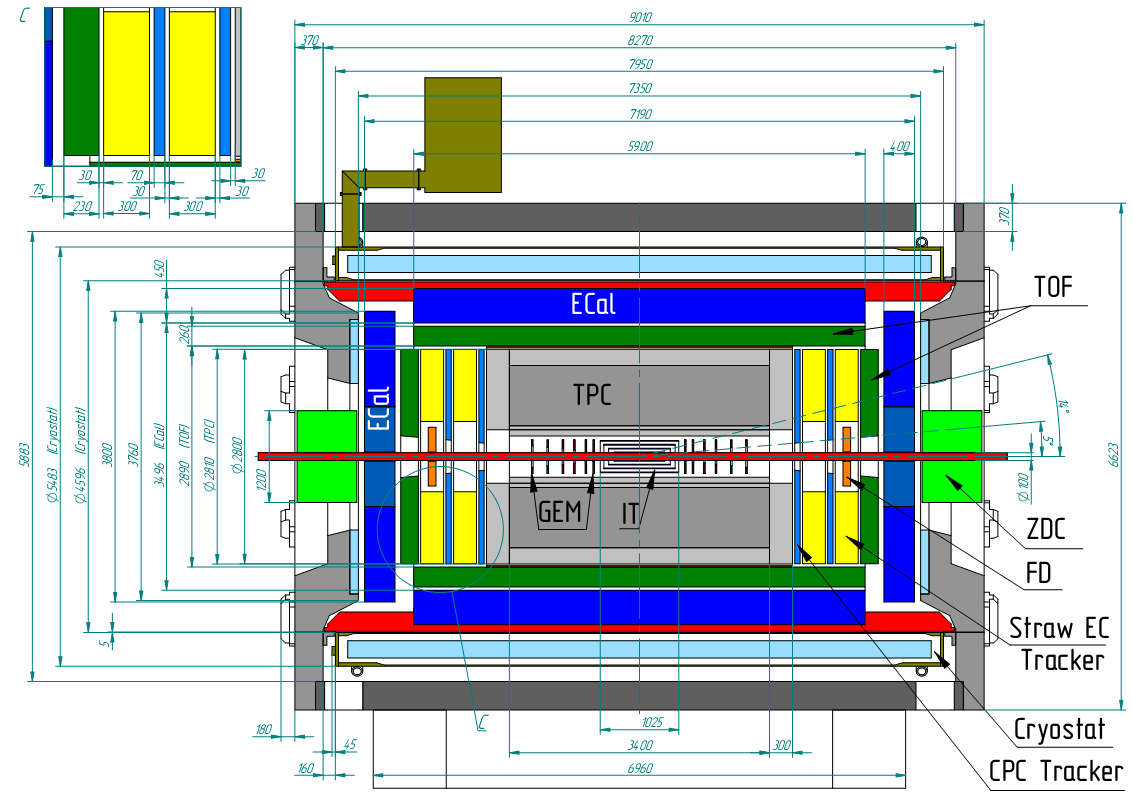 C
9010
370
8270
7950
7350
7190
5900
400
30
70
30
75
30
30
230
300
300
370
450
260
TOF
ECal
ECal
TPC
GEM
IT
14°
5°
5883
⌀5483 (Cryostat)
⌀4596 (Cryostat)
3800
3760
3496 (ECal)
2890 (TOF)
⌀2810 (TPC)
⌀2800
1200
⌀100
6623
ZDC
FD
Straw EC
Tracker
Cryostat
CPC Tracker
5
C
180
45
160
1025
3400
300
6960